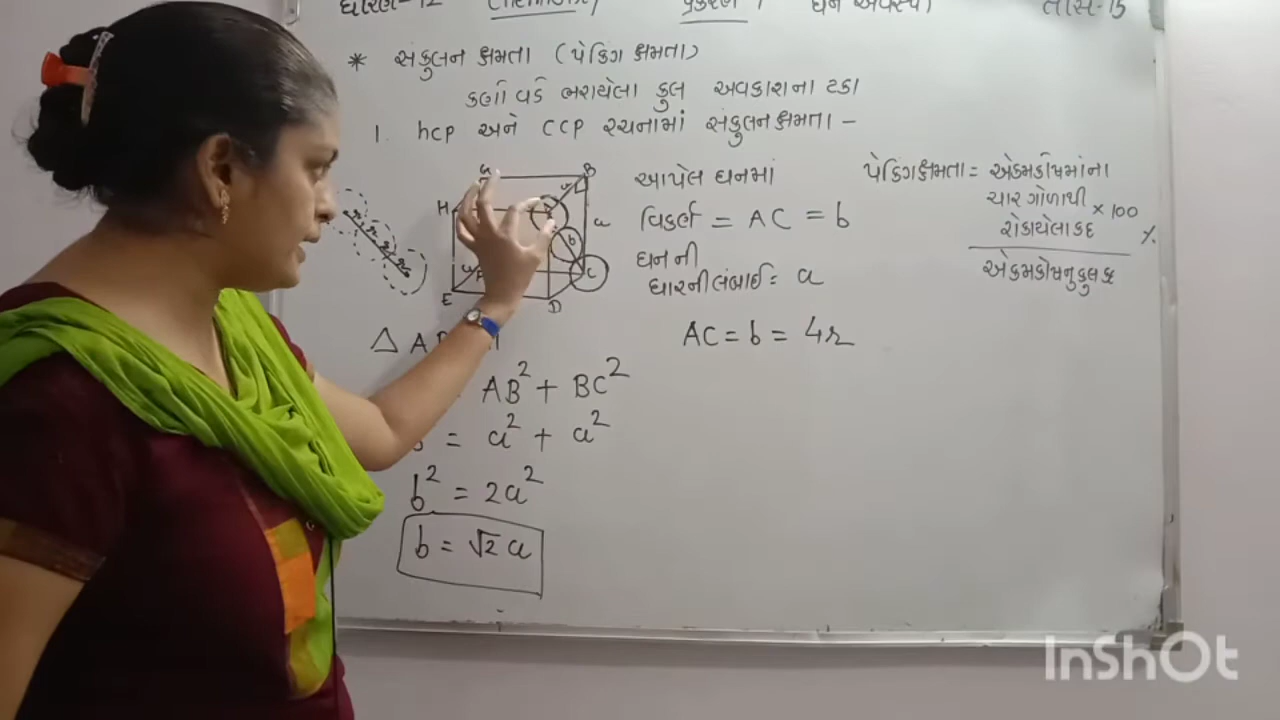 ધોરણ-12 પ્રકરણ 1 ઘન અવસ્થા તાસ-15
* સંકુલન ક્ષમતા (પેકિંગ ક્ષમતા)
કણો વડે ભરાયેલા કુલ અવકાશના ટકા
1. hcp અને ccp રચનામાં સંકુલનક્ષમતા –
G B
H
a
b
E D C
આપેલ ઘનમાં
વિકર્ણ = AC = b
ઘનની
ધારની લંબાઈ = a
AC = b = 4r
પેકિંગક્ષમતા = એકમકોષમાંના
ચાર ગોળાથી
રોકાયેલ કદ × 100 %
એકમકોષનુ કુલ કદ
AB² + BC²
= a² + a²
b² = 2a²
b = √2 a
InShOt